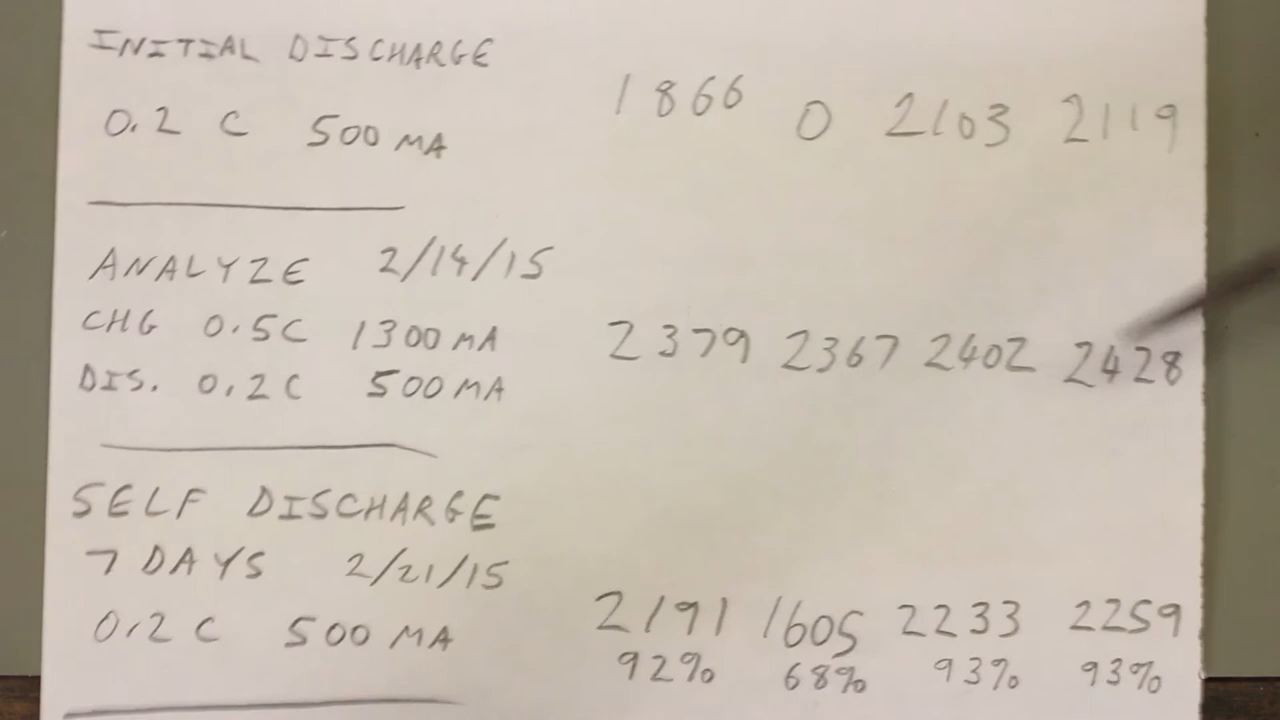 INITIAL DISCHARGE
0.2 C 500 MA
1866 0 2103 2119
ANALYZE 2/14/15
CHG 0.5C 1300 MA
DIS. 0.2C 500 MA
2379 2367 2402 2428
SELF DISCHARGE
7 DAYS 2/21/15
0.2 C 500 MA
2191 1605 2233 2259
92% 68% 93% 93%